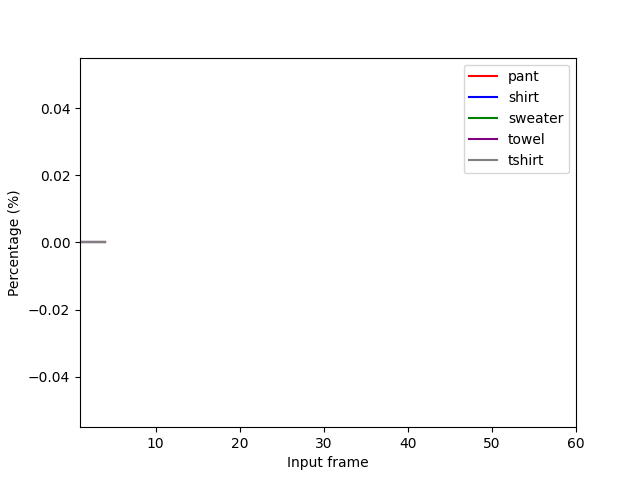 pant
shirt
sweater
towel
tshirt
0.04
0.02
0.00
−0.02
−0.04
Percentage (%)
10 20 30 40 50 60
Input frame